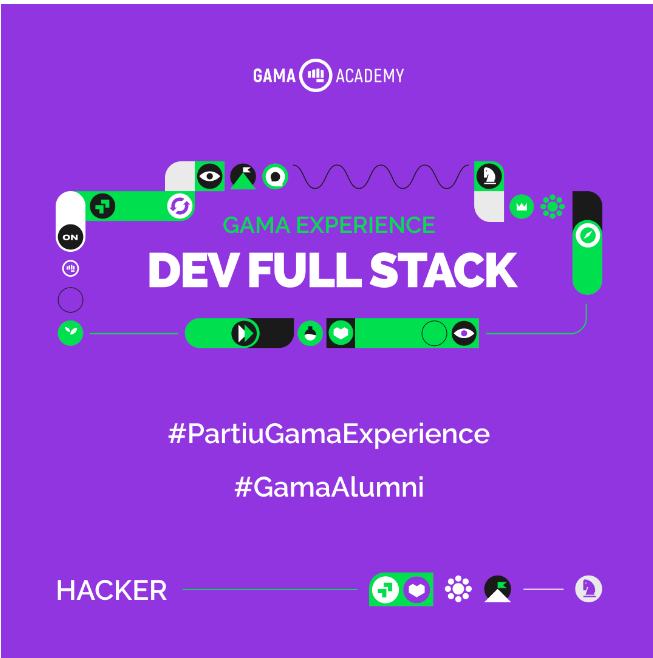 GAMA ACADEMY
ON
GAMA EXPERIENCE
DEV FULL STACK
#PartiuGamaExperience
#GamaAlumni
HACKER